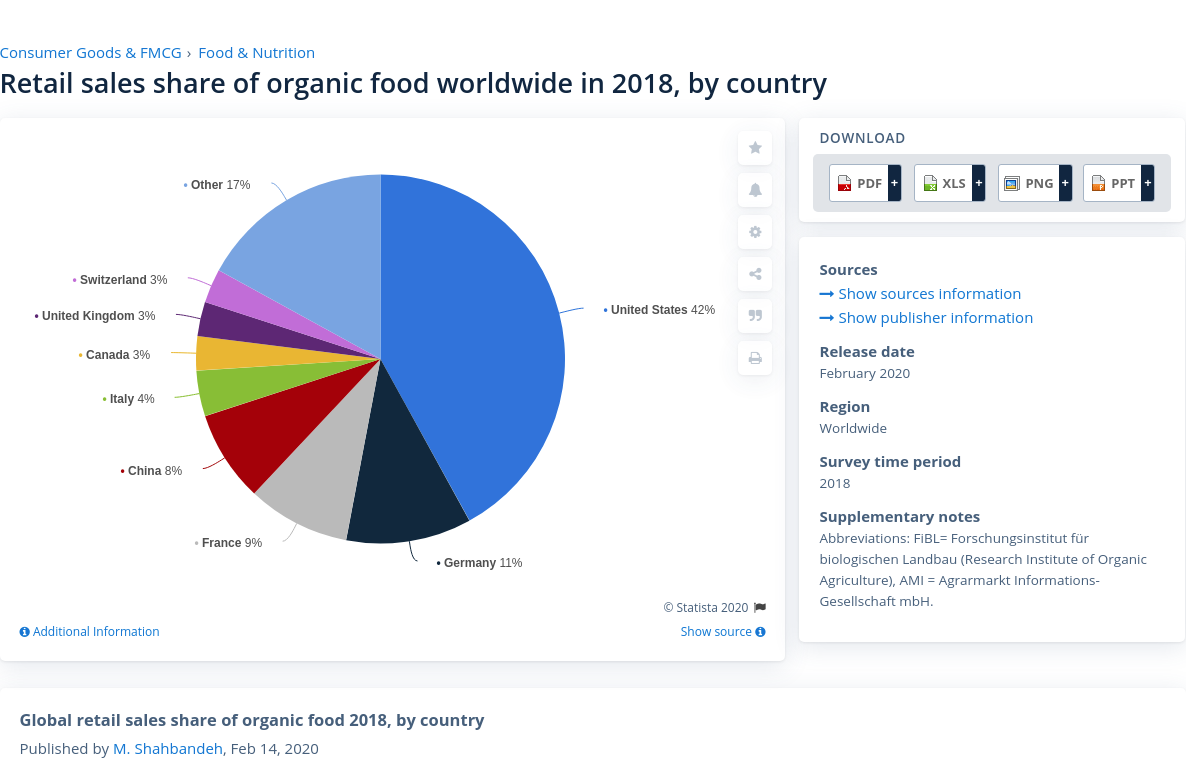 Consumer Goods & FMCG › Food & Nutrition
Retail sales share of organic food worldwide in 2018, by country
• Other 17%
• Switzerland 3%
• United Kingdom 3%
• Canada 3%
• Italy 4%
• China 8%
• France 9%
• Germany 11%
• United States 42%
© Statista 2020
Additional Information
Show source
DOWNLOAD
PDF + XLS + PNG + PPT +
Sources
Show sources information
Show publisher information
Release date
February 2020
Region
Worldwide
Survey time period
2018
Supplementary notes
Abbreviations: FiBL= Forschungsinstitut für
biologischen Landbau (Research Institute of Organic
Agriculture), AMI = Agrarmarkt Informations-
Gesellschaft mbH.
Global retail sales share of organic food 2018, by country
Published by M. Shahbandeh, Feb 14, 2020